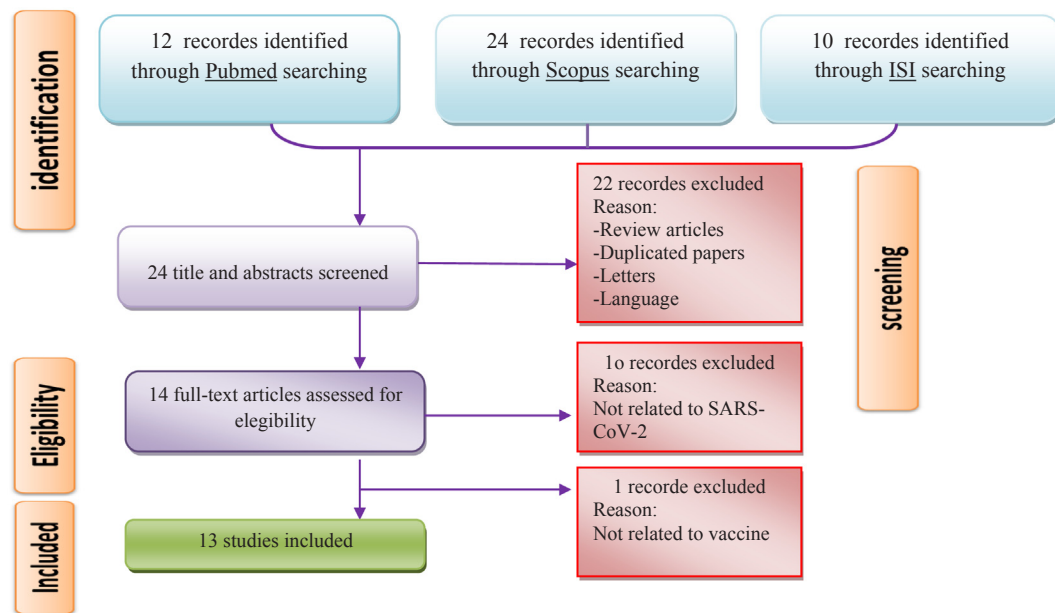 identification
12 recordes identified
through Pubmed searching
24 recordes identified
through Scopus searching
10 recordes identified
through ISI searching
screening
24 title and abstracts screened
22 recordes excluded
Reason:
-Review articles
-Duplicated papers
-Letters
-Language
Eligibility
14 full-text articles assessed for
elegibility
1o recordes excluded
Reason:
Not related to SARS-
CoV-2
Included
13 studies included
1 recorde excluded
Reason:
Not related to vaccine